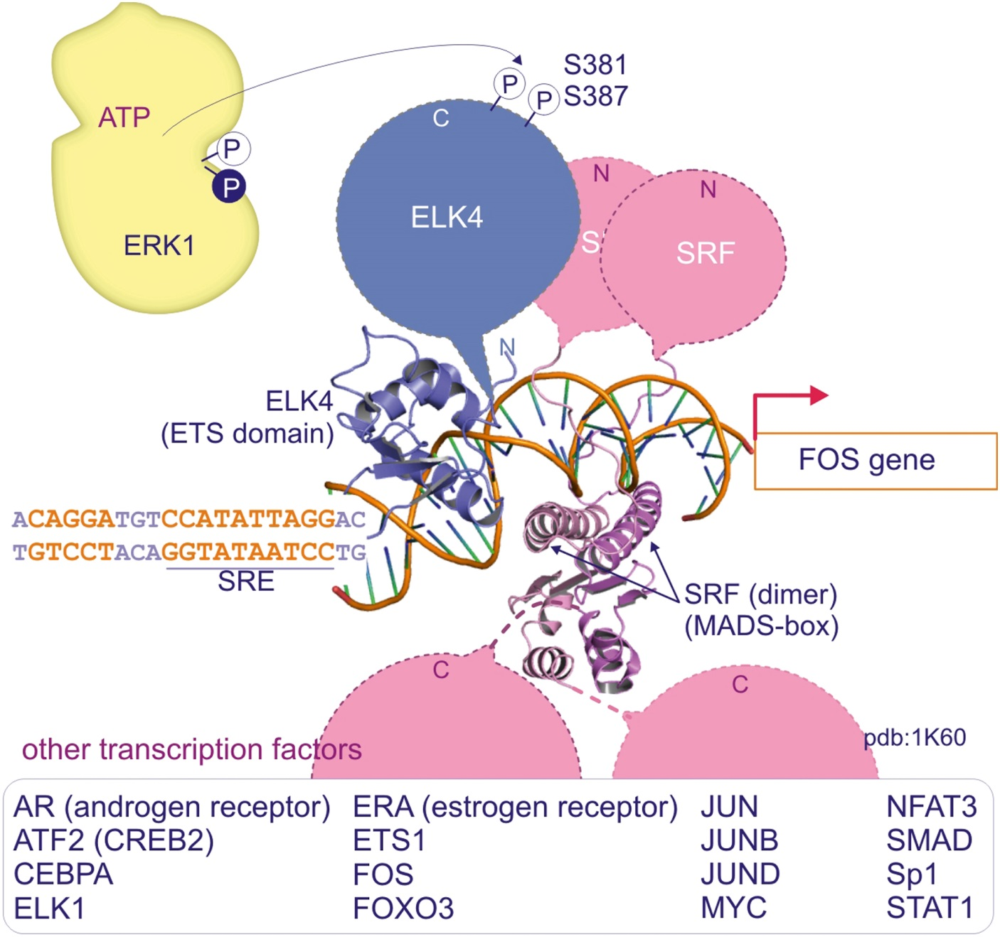 S381
S387
P
P
C
ATP
P
P
N
N
ELK4
S
SRF
ERK1
N
ELK4
(ETS domain)
FOS gene
ACAGGATGTCCATATTAGGAC
TGTCCTACAGGTATAATCCTG
SRE
SRF (dimer)
(MADS-box)
C
C
pdb:1K60
other transcription factors
AR (androgen receptor) ERA (estrogen receptor) JUN NFAT3
ATF2 (CREB2) ETS1 JUNB SMAD
CEBPA FOS JUND Sp1
ELK1 FOXO3 MYC STAT1